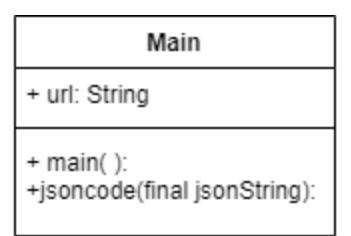 Main
+ url: String
+ main( ):
+jsoncode(final jsonString):